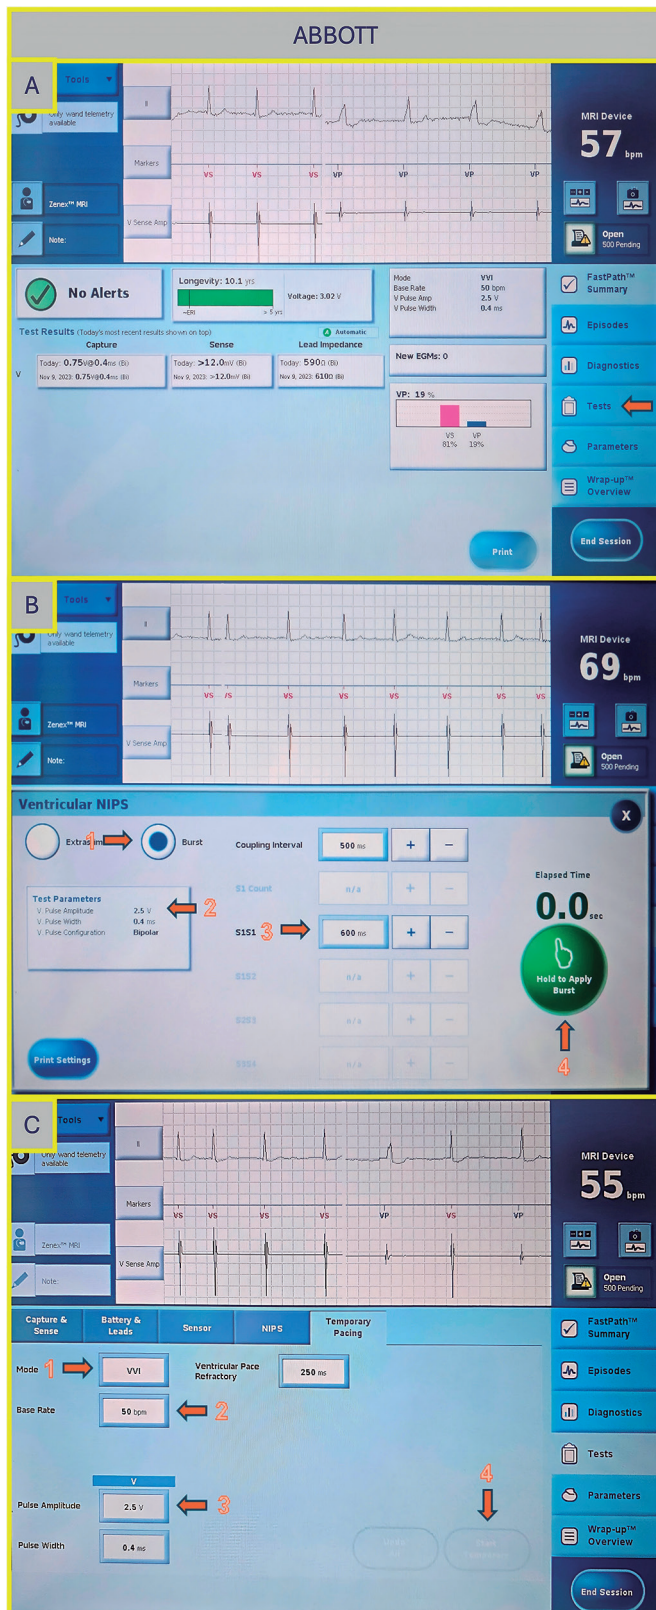 ABBOTT
A
Tools
Only wand telemetry
available
Zenex™ MRI
Note:
II
Markers
V Sense Amp
VS VS VS VP VP VP VP
MRI Device
57 bpm
Open
500 Pending
No Alerts
Longevity: 10.1 yrs
ERI > 5 yrs
Voltage: 3.02 V
Mode VVI
Base Rate 50 bpm
V Pulse Amp 2.5 V
V Pulse Width 0.4 ms
Test Results (Today's most recent results shown on top)
A Automatic
Capture Sense Lead Impedance
V
Today: 0.75V@0.4ms (Bi)
Nov 9, 2023: 0.75V@0.4ms (Bi)
Today: >12.0mV (Bi)
Nov 9, 2023: >12.0mV (Bi)
Today: 590Ω (Bi)
Nov 9, 2023: 610Ω (Bi)
New EGMs: 0
VP: 19 %
VS VP
81% 19%
Print
FastPath™
Summary
Episodes
Diagnostics
Tests
Parameters
Wrap-up™
Overview
End Session
B
Tools
Only wand telemetry
available
Zenex™ MRI
Note:
II
Markers
V Sense Amp
VS VS VS VS VS VS VS VS
MRI Device
69 bpm
Open
500 Pending
Ventricular NIPS
X
Extrastim
1
Burst
Test Parameters
V. Pulse Amplitude 2.5 V
V. Pulse Width 0.4 ms
V. Pulse Configuration Bipolar
2
Coupling Interval 500 ms + -
S1 Count n/a + -
3
S1S1 600 ms + -
S1S2 n/a + -
S2S3 n/a + -
S3S4 n/a + -
Elapsed Time
0.0 sec
Hold to Apply
Burst
4
Print Settings
C
Tools
Only wand telemetry
available
Zenex™ MRI
Note:
II
Markers
V Sense Amp
VS VS VS VS VP VS VP
MRI Device
55 bpm
Open
500 Pending
Capture &
Sense
Battery &
Leads
Sensor
NIPS
Temporary
Pacing
Mode 1 VVI
Ventricular Pace
Refractory
250 ms
Base Rate 50 bpm 2
V
Pulse Amplitude 2.5 V 3
Pulse Width 0.4 ms
4
FastPath™
Summary
Episodes
Diagnostics
Tests
Parameters
Wrap-up™
Overview
End Session